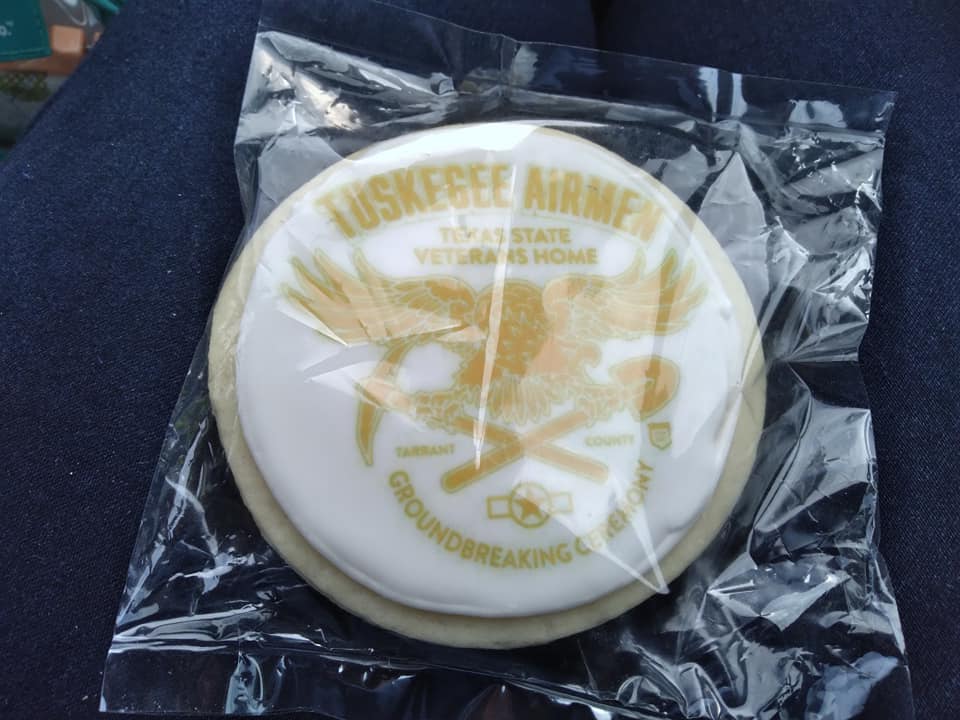 TUSKEGEE AIRMEN
TEXAS STATE
VETERANS HOME
TARRANT COUNTY
GROUNDBREAKING CEREMONY